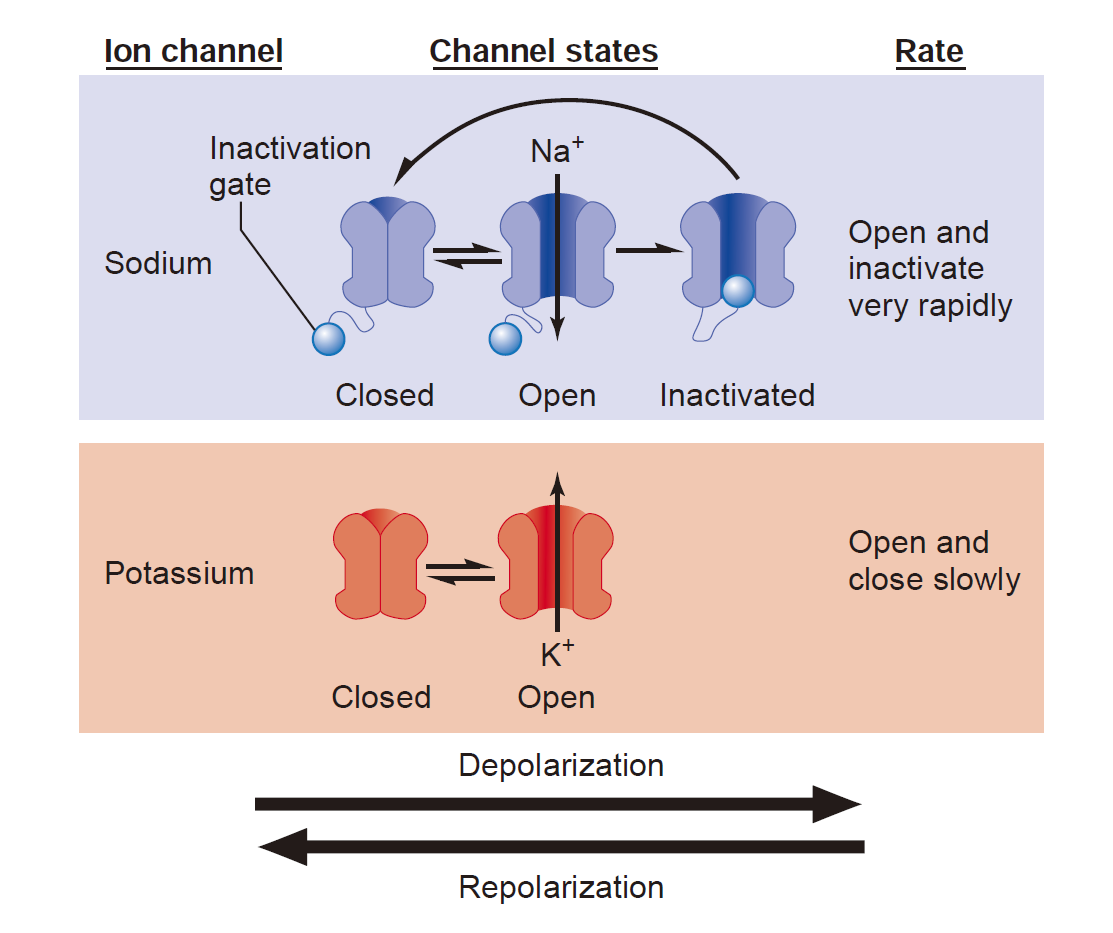 Ion channel
Channel states
Rate
Inactivation
gate
Na+
Sodium
Open and
inactivate
very rapidly
Closed
Open
Inactivated
Potassium
Open and
close slowly
K+
Closed
Open
Depolarization
Repolarization